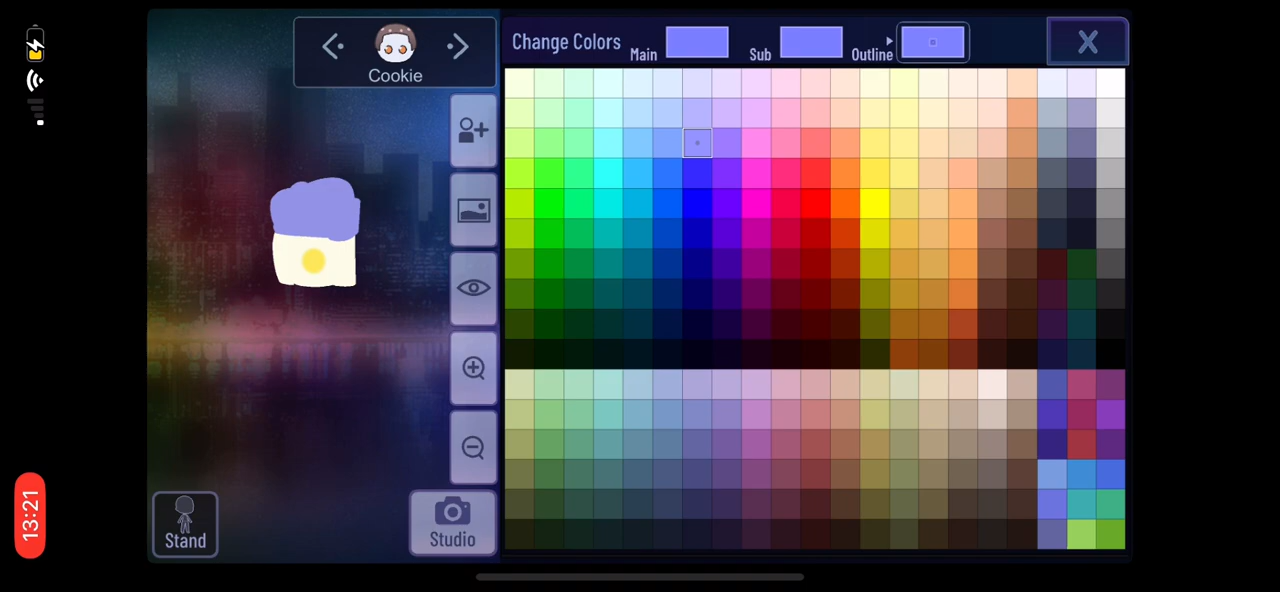 13:21
Cookie
Stand
Studio
Change Colors
Main
Sub
Outline
X